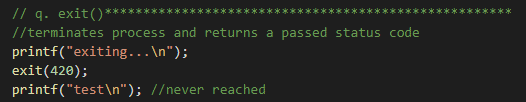 // q. exit()*****************************************************
//terminates process and returns a passed status code
printf("exiting...\n");
exit(420);
printf("test\n"); //never reached